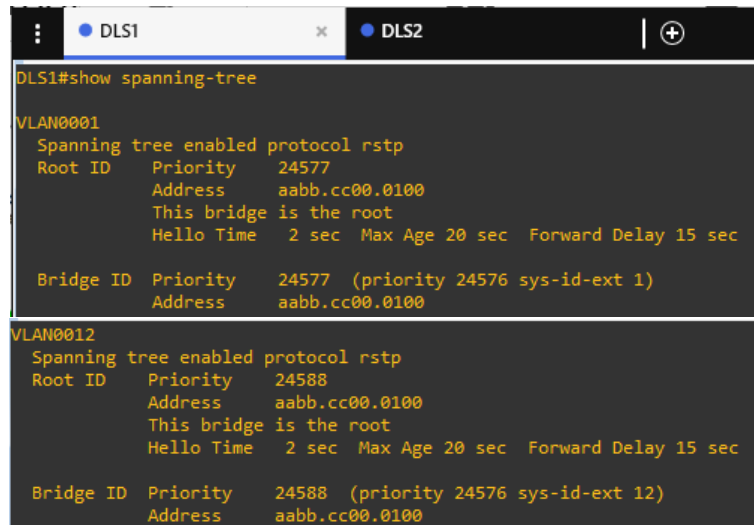 DLS1 × DLS2
DLS1#show spanning-tree
VLAN0001
Spanning tree enabled protocol rstp
Root ID Priority 24577
Address aabb.cc00.0100
This bridge is the root
Hello Time 2 sec Max Age 20 sec Forward Delay 15 sec
Bridge ID Priority 24577 (priority 24576 sys-id-ext 1)
Address aabb.cc00.0100
VLAN0012
Spanning tree enabled protocol rstp
Root ID Priority 24588
Address aabb.cc00.0100
This bridge is the root
Hello Time 2 sec Max Age 20 sec Forward Delay 15 sec
Bridge ID Priority 24588 (priority 24576 sys-id-ext 12)
Address aabb.cc00.0100